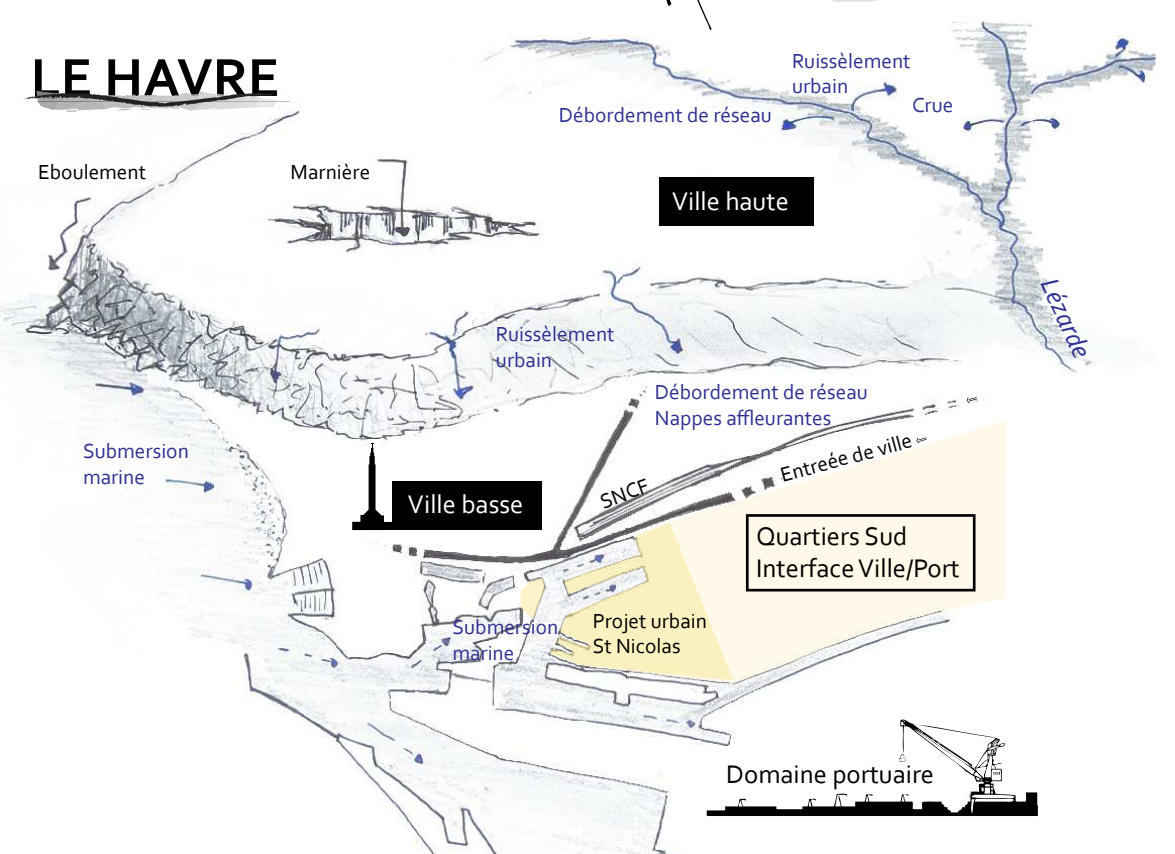 LE HAVRE
Ruissèlement
urbain
Débordement de réseau
Crue
Eboulement
Marnière
Ville haute
Lézarde
Ruissèlement
urbain
Débordement de réseau
Nappes affleurantes
Submersion
marine
SNCF
Entreée de ville
Ville basse
Quartiers Sud
Interface Ville/Port
Submersion
marine
Projet urbain
St Nicolas
Domaine portuaire